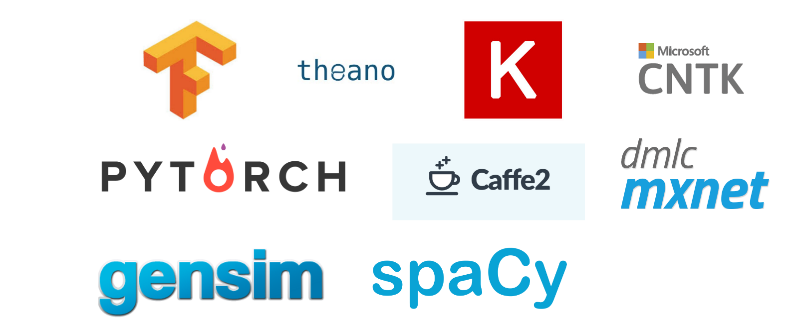 theano
K
Microsoft
CNTK
PYTORCH
Caffe2
dmlc
mxnet
gensim
spaCy